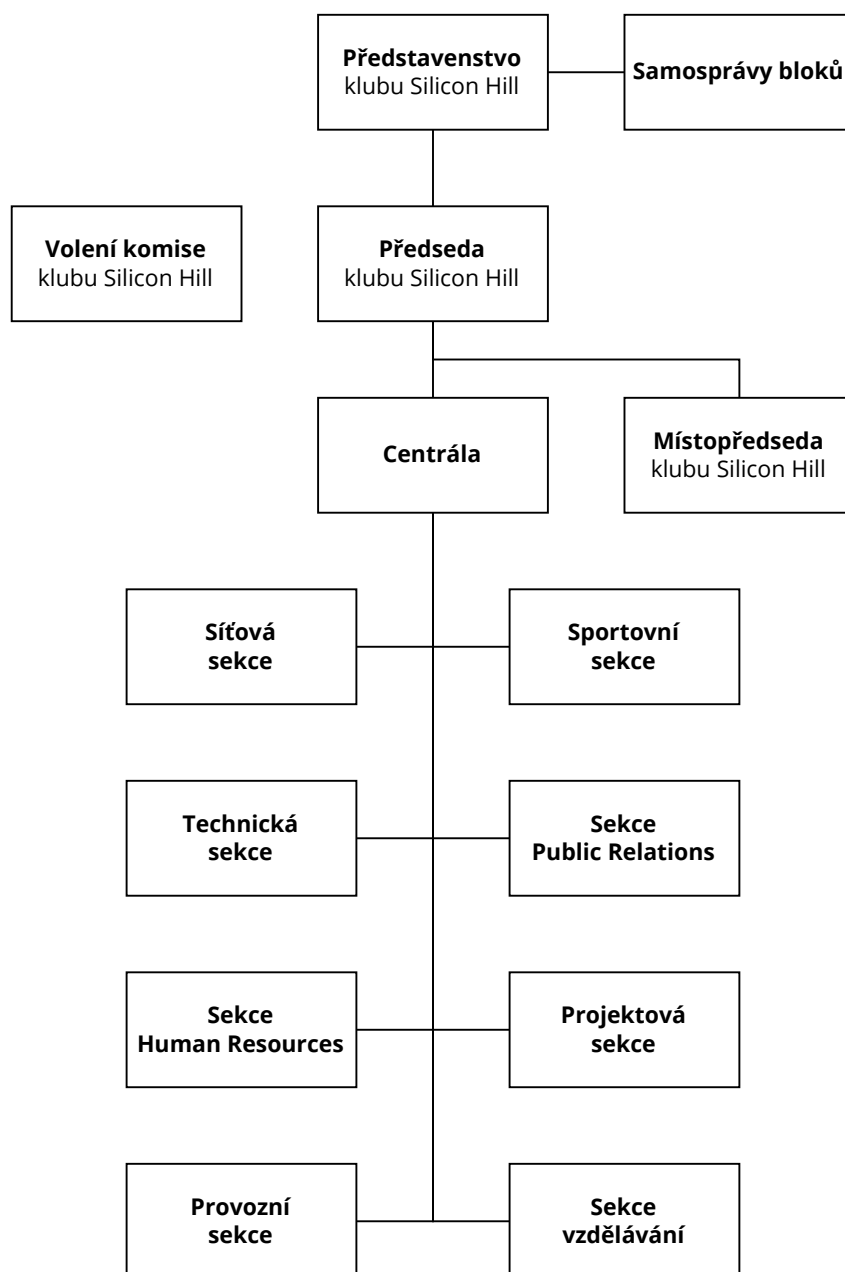 Představenstvo
klubu Silicon Hill
Samosprávy bloků
Volení komise
klubu Silicon Hill
Předseda
klubu Silicon Hill
Centrála
Místopředseda
klubu Silicon Hill
Síťová
sekce
Sportovní
sekce
Technická
sekce
Sekce
Public Relations
Sekce
Human Resources
Projektová
sekce
Provozní
sekce
Sekce
vzdělávání